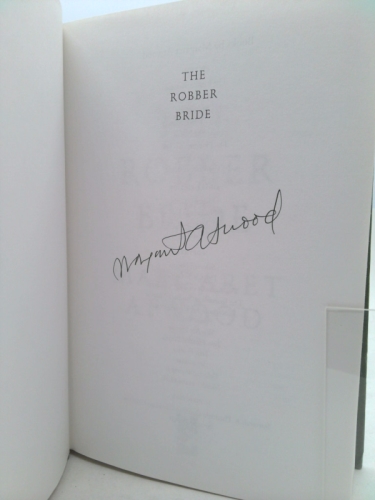 THE
ROBBER
BRIDE
Margaret Atwood